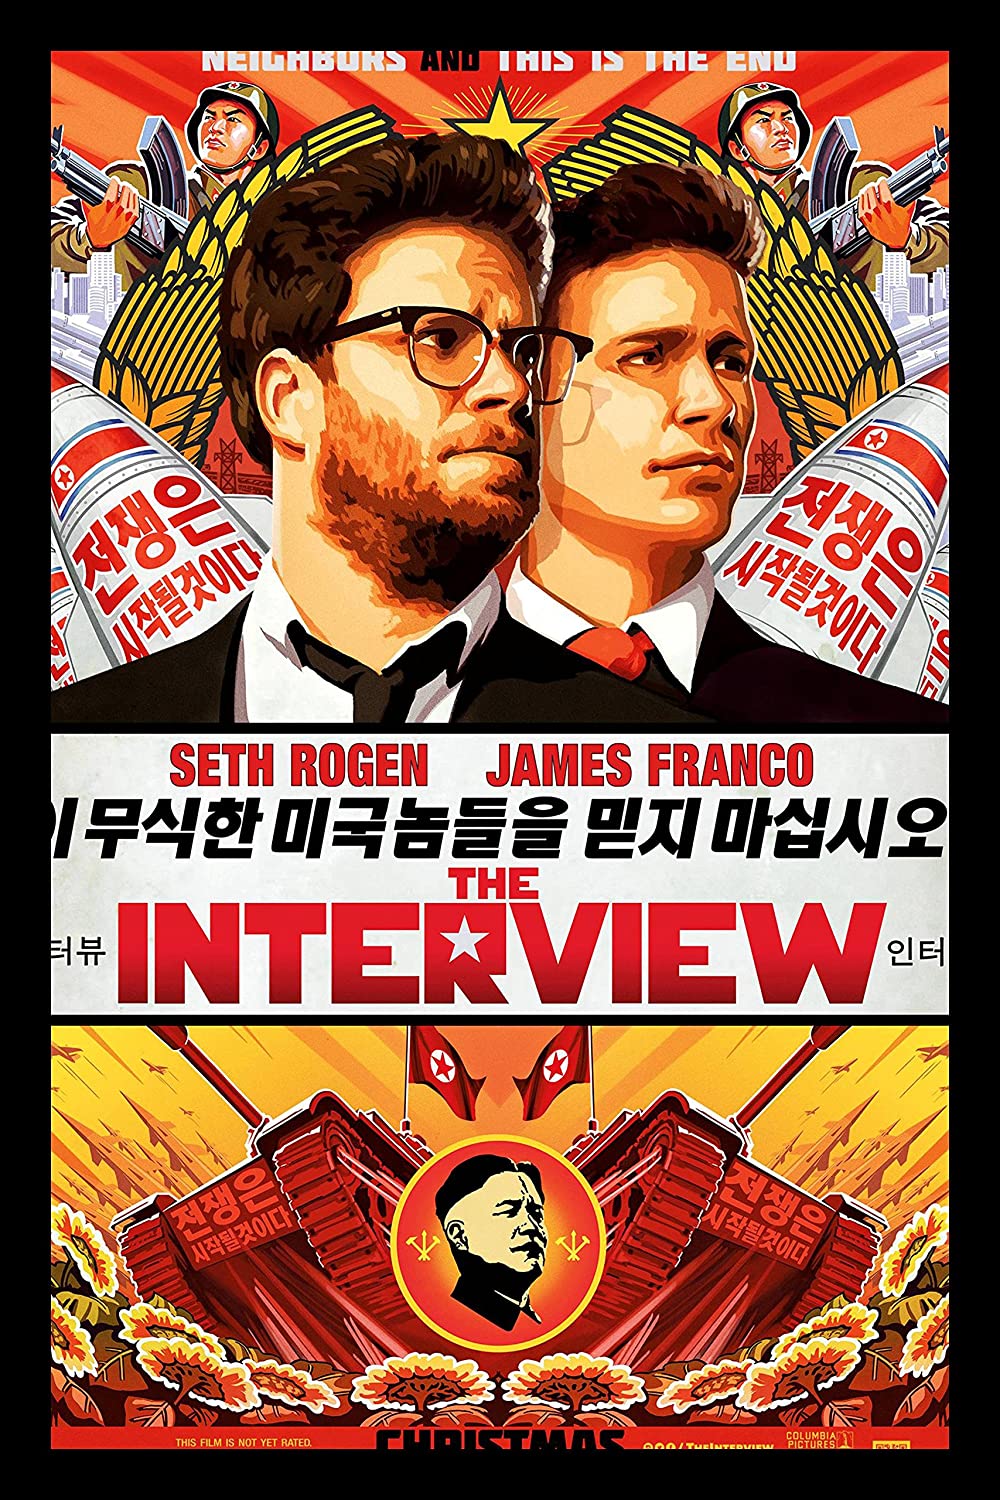 NEIGHBORS AND THIS IS THE END
전쟁은
시작될것이다
전쟁은
시작될것이다
SETH ROGEN JAMES FRANCO
이 무식한 미국놈들을 믿지 마십시오
THE
INTERVIEW
터뷰
인터
전쟁은
시작될것이다
전쟁은
시작될것이다
THIS FILM IS NOT YET RATED.
CHRISTMAS
/THEINTERVIEW
COLUMBIA
PICTURES